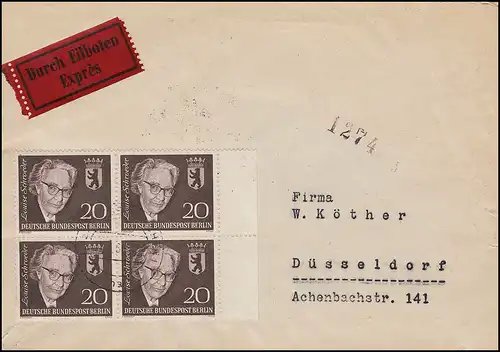 Durch Eilboten
Exprès
1274
Louise Schroeder
20
DEUTSCHE BUNDESPOST BERLIN
Louise Schroeder
20
DEUTSCHE BUNDESPOST BERLIN
Louise Schroeder
20
DEUTSCHE BUNDESPOST BERLIN
Louise Schroeder
20
DEUTSCHE BUNDESPOST BERLIN
Firma
W. Köther
Düsseldorf
Achenbachstr. 141